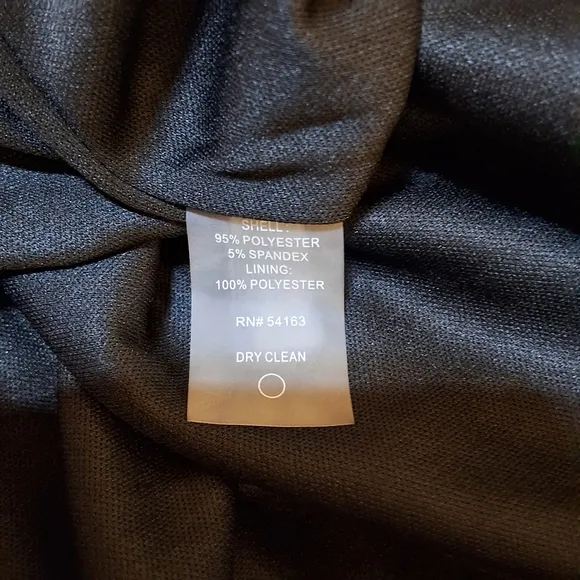 SHELL:
95% POLYESTER
5% SPANDEX
LINING:
100% POLYESTER
RN# 54163
DRY CLEAN